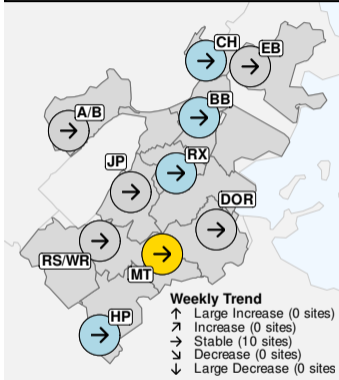 CH
EB
BB
A/B
JP
RX
DOR
RS/WR
MT
HP
Weekly Trend
↑ Large Increase (0 sites)
↗ Increase (0 sites)
→ Stable (10 sites)
↘ Decrease (0 sites)
↓ Large Decrease (0 sites